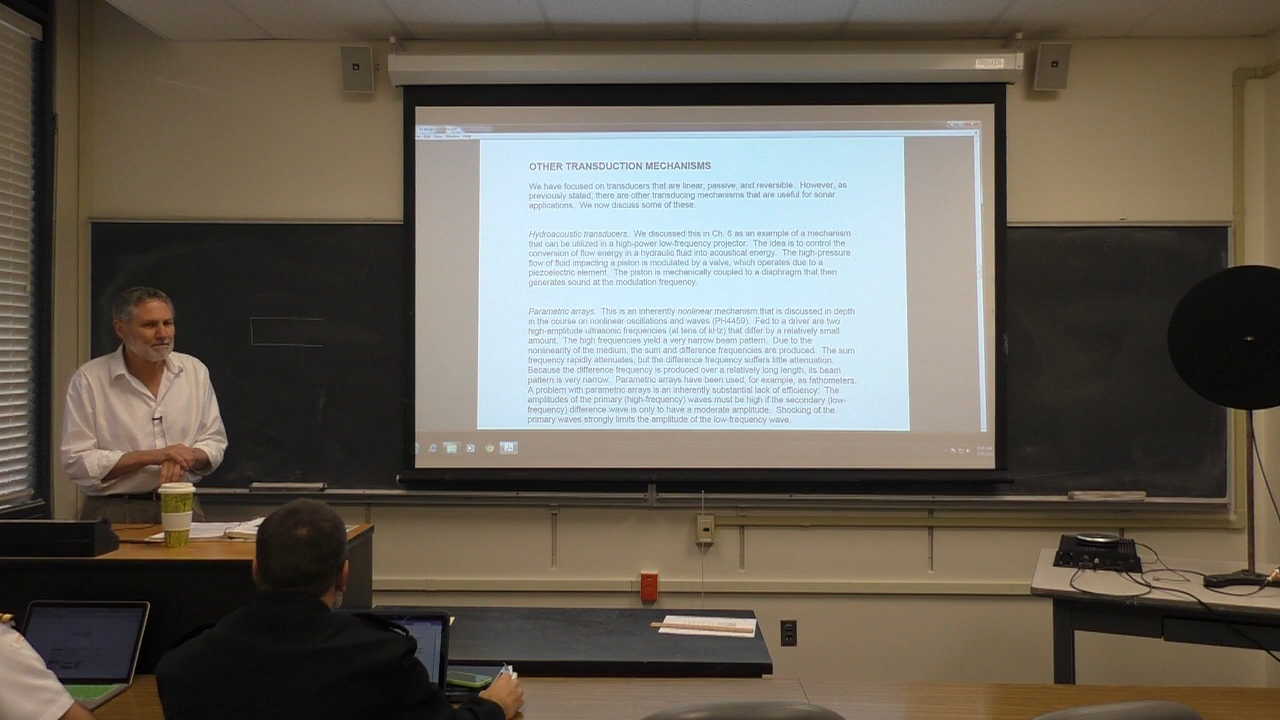 OTHER TRANSDUCTION MECHANISMS
We have focused on transducers that are linear, passive, and reversible. However, as
previously stated, there are other transducing mechanisms that are useful for sonar
applications. We now discuss some of these.
Hydroacoustic transducers. We discussed this in Ch. 6 as an example of a mechanism
that can be utilized in a high-power low-frequency projector. The idea is to control the
conversion of flow energy in a hydraulic fluid into acoustical energy. The high-pressure
flow of fluid impacting a piston is modulated by a valve, which operates due to a
piezoelectric element. The piston is mechanically coupled to a diaphragm that then
generates sound at the modulation frequency.
Parametric arrays. This is an inherently nonlinear mechanism that is discussed in depth
in the course on nonlinear oscillations and waves (PH4459). Fed to a driver are two
high-amplitude ultrasonic frequencies (at tens of kHz) that differ by a relatively small
amount. The high frequencies yield a very narrow beam pattern. Due to the
nonlinearity of the medium, the sum and difference frequencies are produced. The sum
frequency rapidly attenuates, but the difference frequency suffers little attenuation.
Because the difference frequency is produced over a relatively long length, its beam
pattern is very narrow. Parametric arrays have been used, for example, as fathometers.
A problem with parametric arrays is an inherently substantial lack of efficiency: The
amplitudes of the primary (high-frequency) waves must be high if the secondary (low-
frequency) difference wave is only to have a moderate amplitude. Shocking of the
primary waves strongly limits the amplitude of the low-frequency wave.